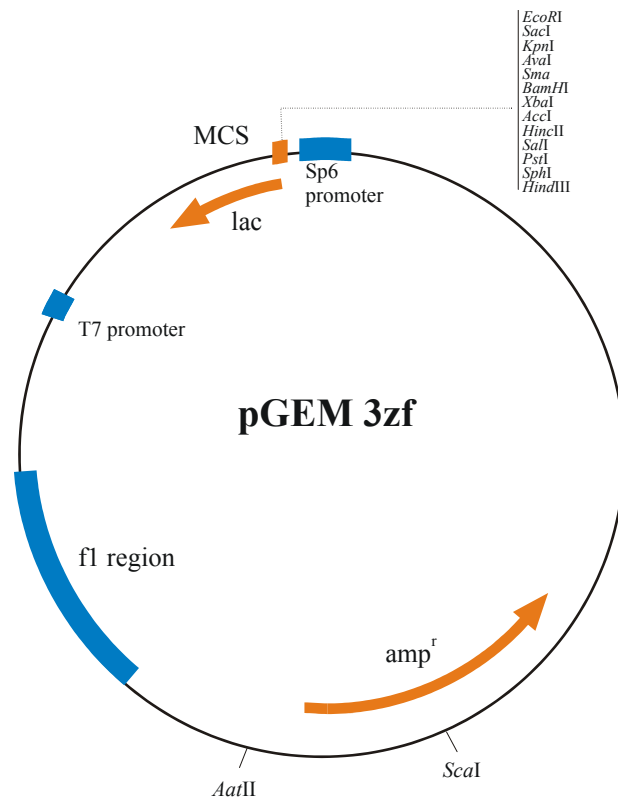 EcoRI
SacI
KpnI
AvaI
Sma
BamHI
XbaI
AccI
HincII
SalI
PstI
SphI
HindIII
MCS
Sp6
promoter
lac
T7 promoter
pGEM 3zf
f1 region
amp^r
ScaI
AatII